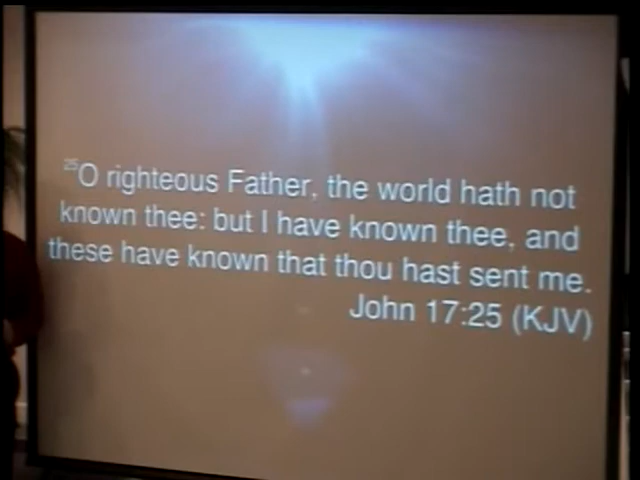 25O righteous Father, the world hath not
known thee: but I have known thee, and
these have known that thou hast sent me.
John 17:25 (KJV)